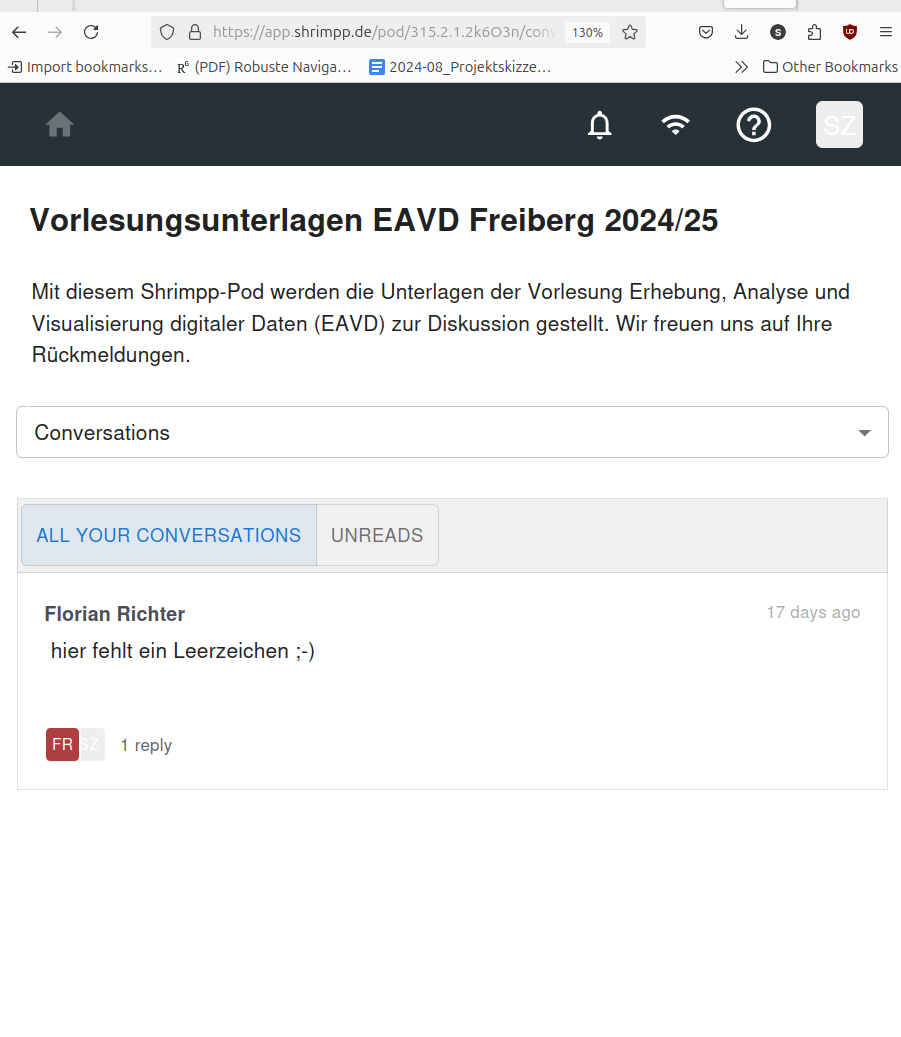 https://app.shrimpp.de/pod/315.2.1.2k6O3n/con
130%
S
Import bookmarks…
R⁶ (PDF) Robuste Naviga…
2024-08_Projektskizze…
Other Bookmarks
SZ
Vorlesungsunterlagen EAVD Freiberg 2024/25
Mit diesem Shrimpp-Pod werden die Unterlagen der Vorlesung Erhebung, Analyse und
Visualisierung digitaler Daten (EAVD) zur Diskussion gestellt. Wir freuen uns auf Ihre
Rückmeldungen.
Conversations
ALL YOUR CONVERSATIONS
UNREADS
Florian Richter
17 days ago
hier fehlt ein Leerzeichen ;-)
FR
SZ
1 reply